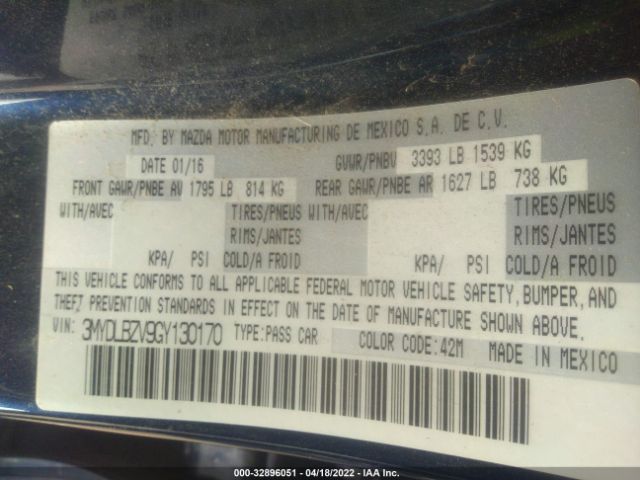 MFD. BY MAZDA MOTOR MANUFACTURING DE MEXICO S.A. DE C.V.
DATE 01/16 GVWR/PNBV 3393 LB 1539 KG
FRONT GAWR/PNBE AV 1795 LB 814 KG REAR GAWR/PNBE AR 1627 LB 738 KG
WITH/AVEC TIRES/PNEUS WITH/AVEC TIRES/PNEUS
RIMS/JANTES RIMS/JANTES
KPA/ PSI COLD/A FROID KPA/ PSI COLD/A FROID
THIS VEHICLE CONFORMS TO ALL APPLICABLE FEDERAL MOTOR VEHICLE SAFETY, BUMPER, AND
THEFT PREVENTION STANDARDS IN EFFECT ON THE DATE OF MANUFACTURE SHOWN ABOVE.
VIN: 3MYDLBZV9GY130170 TYPE:PASS CAR COLOR CODE:42M MADE IN MEXICO
000-32896051 - 04/18/2022 - IAA Inc.